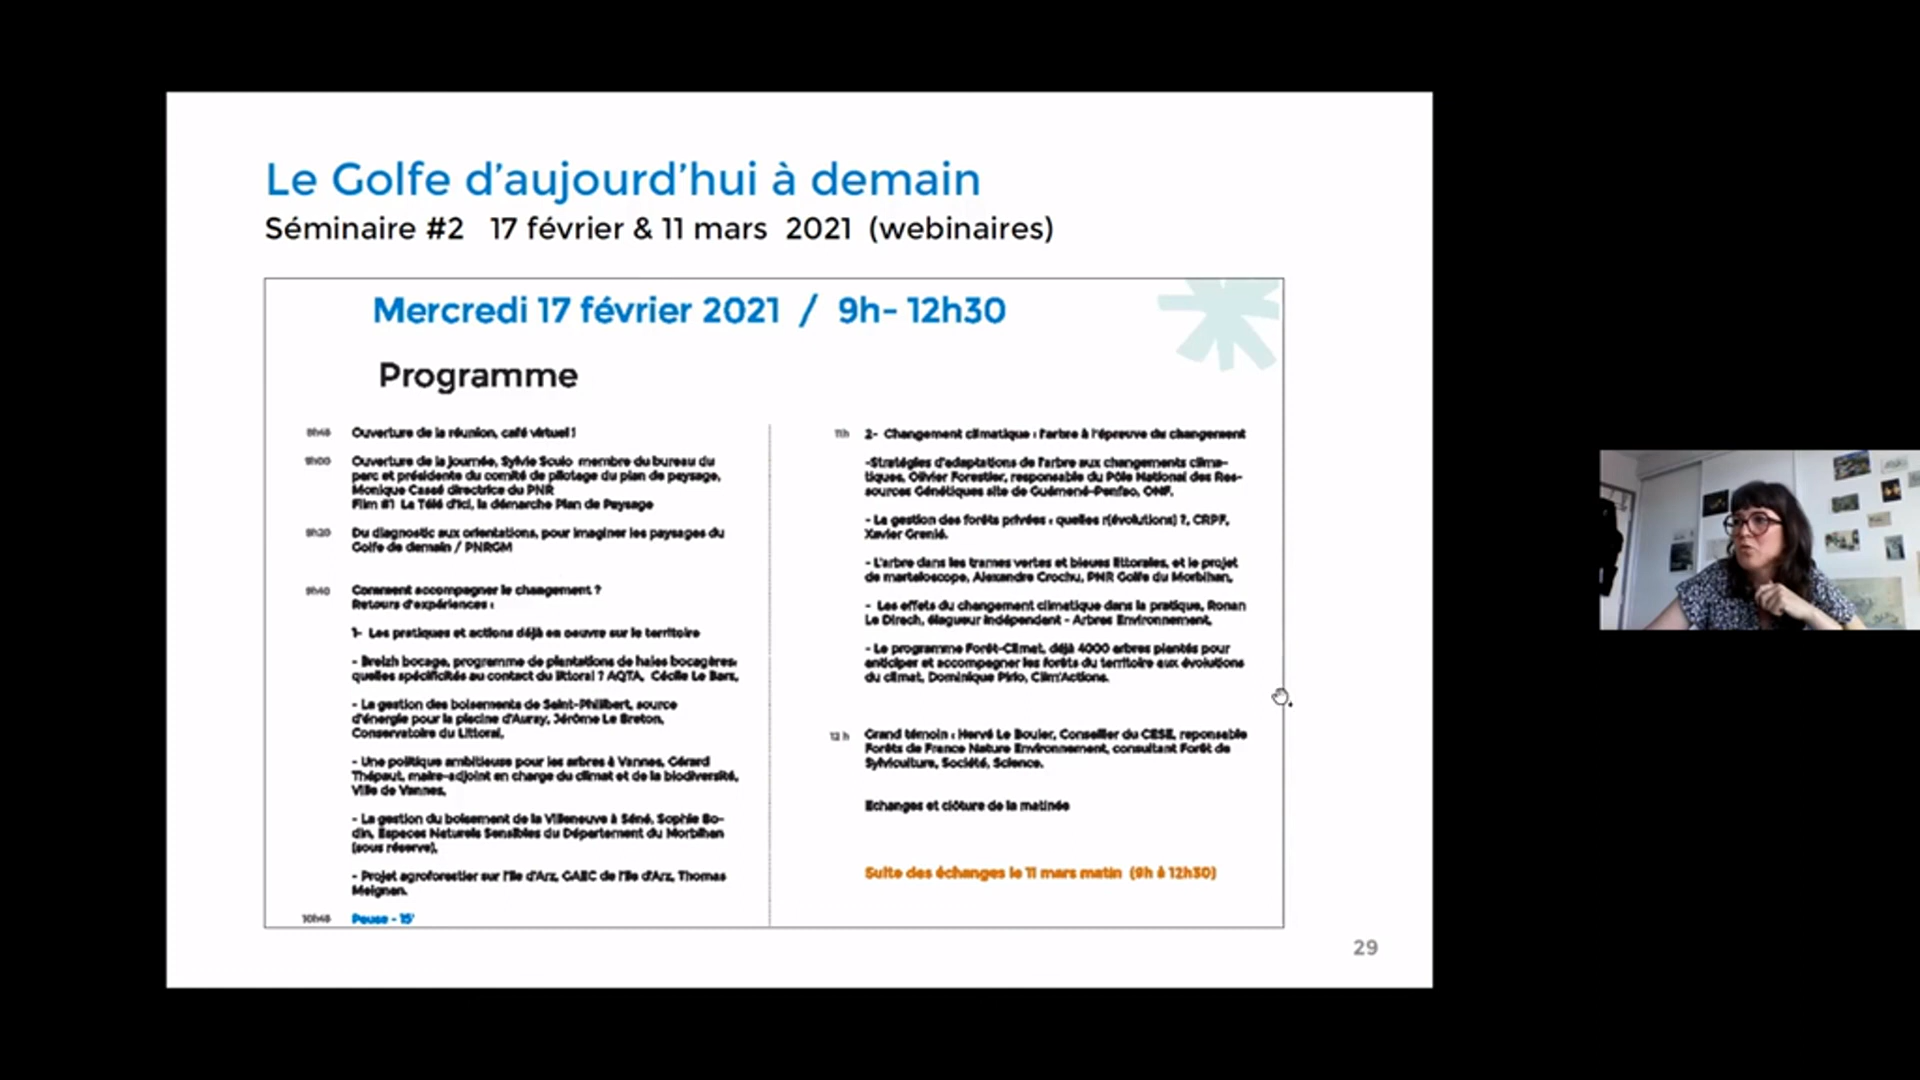 Le Golfe d'aujourd'hui à demain
Séminaire #2 17 février & 11 mars 2021 (webinaires)
Mercredi 17 février 2021 / 9h- 12h30
Programme
8h45 Ouverture de la réunion, café virtuel !
9h00 Ouverture de la journée, Sylvie Sculo membre du bureau du
parc et présidente du comité de pilotage du plan de paysage,
Monique Cassé directrice du PNR
Film #1 La Télé d'ici, la démarche Plan de Paysage
9h20 Du diagnostic aux orientations, pour imaginer les paysages du
Golfe de demain / PNRGM
9h40 Comment accompagner le changement ?
Retours d'expériences :
1- Les pratiques et actions déjà en oeuvre sur le territoire
- Breizh bocage, programme de plantations de haies bocagères:
quelles spécificités au contact du littoral ? AQTA, Cécile Le Bars,
- La gestion des boisements de Saint-Philibert, source
d'énergie pour la piscine d'Auray, Jérôme Le Breton,
Conservatoire du Littoral,
- Une politique ambitieuse pour les arbres à Vannes, Gérard
Thépaut, maire-adjoint en charge du climat et de la biodiversité,
Ville de Vannes,
- La gestion du boisement de la Villeneuve à Séné, Sophie Bo-
din, Espaces Naturels Sensibles du Département du Morbihan
(sous réserve),
- Projet agroforestier sur l'île d'Arz, GAEC de l'île d'Arz, Thomas
Meignen.
10h45 Pause - 15'
11h 2- Changement climatique : l'arbre à l'épreuve du changement
-Stratégies d'adaptations de l'arbre aux changements clima-
tiques, Olivier Forestier, responsable du Pôle National des Res-
sources Génétiques site de Guémené-Penfao, ONF.
- La gestion des forêts privées : quelles r(évolutions) ?, CRPF,
Xavier Grenié.
- L'arbre dans les trames vertes et bleues littorales, et le projet
de marteloscope, Alexandre Crochu, PNR Golfe du Morbihan,
- Les effets du changement climatique dans la pratique, Ronan
Le Dirach, élagueur indépendant - Arbres Environnement,
- Le programme Forêt-Climat, déjà 4000 arbres plantés pour
anticiper et accompagner les forêts du territoire aux évolutions
du climat, Dominique Pirio, Clim'Actions.
12 h Grand témoin : Hervé Le Bouler, Conseiller du CESE, reponsable
Forêts de France Nature Environnement, consultant Forêt de
Sylviculture, Société, Science.
Echanges et clôture de la matinée
Suite des échanges le 11 mars matin (9h à 12h30)
29